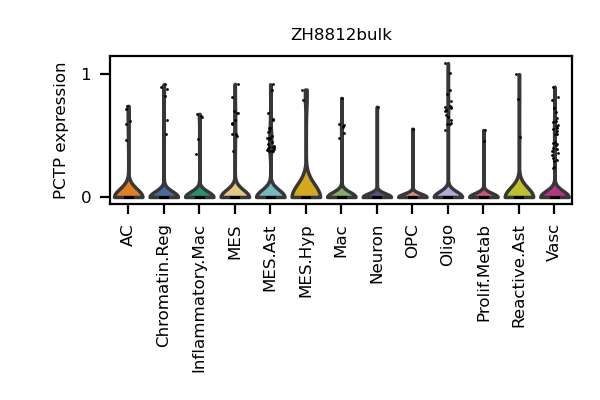 ZH8812bulk
PCTP expression
1
0
AC
Chromatin.Reg
Inflammatory.Mac
MES
MES.Ast
MES.Hyp
Mac
Neuron
OPC
Oligo
Prolif.Metab
Reactive.Ast
Vasc